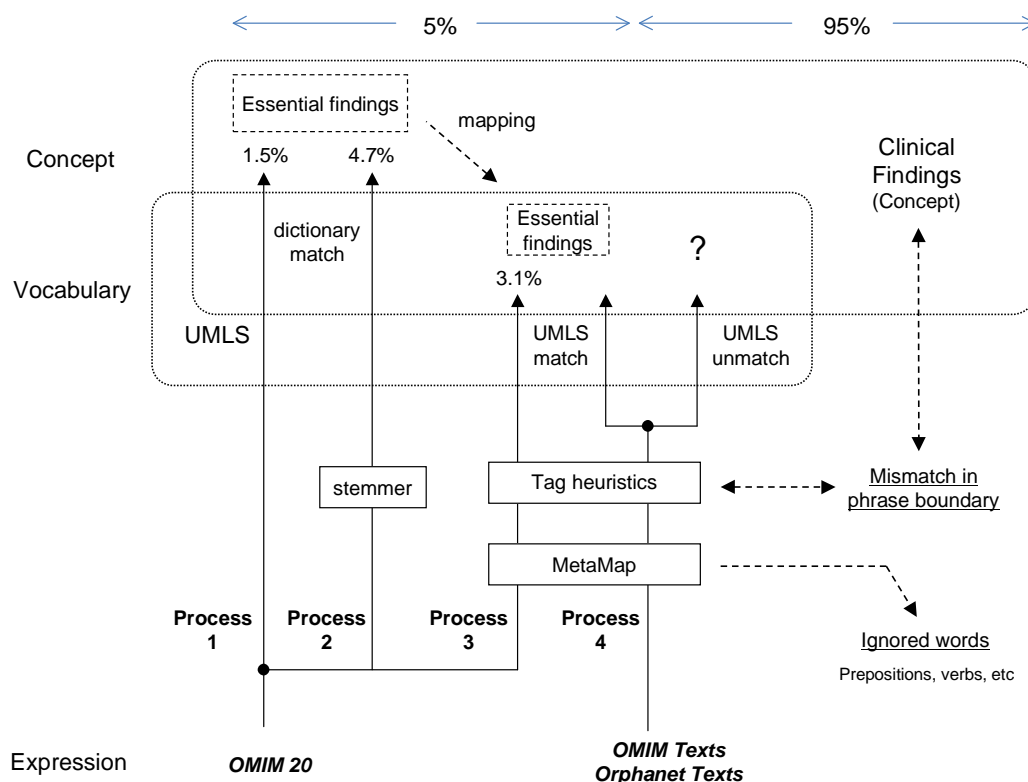 5%
95%
Essential findings
mapping
Concept
1.5%
4.7%
Clinical
Findings
(Concept)
dictionary
match
Essential
findings
?
Vocabulary
3.1%
UMLS
UMLS
match
UMLS
unmatch
stemmer
Tag heuristics
Mismatch in
phrase boundary
MetaMap
Process
1
Process
2
Process
3
Process
4
Ignored words
Prepositions, verbs, etc
Expression
OMIM 20
OMIM Texts
Orphanet Texts